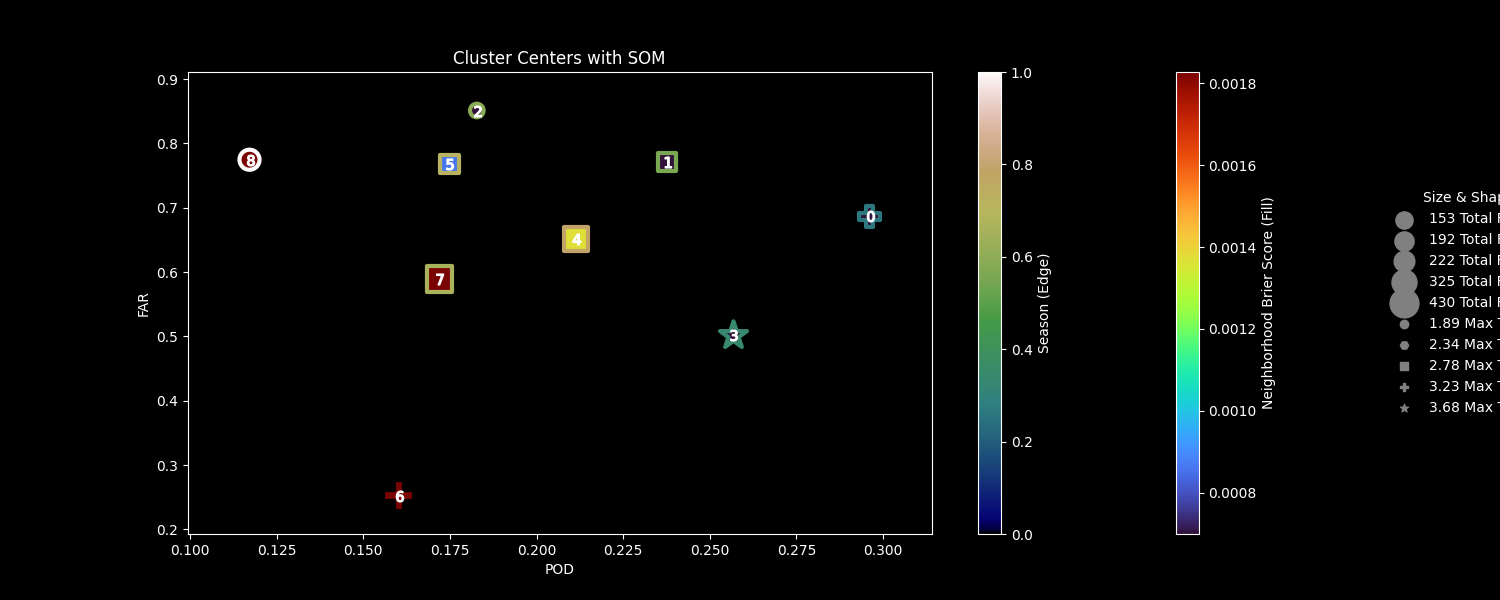 Cluster Centers with SOM
FAR
0.9
0.8
0.7
0.6
0.5
0.4
0.3
0.2
0.100
0.125
0.150
0.175
0.200
0.225
0.250
0.275
0.300
POD
2
8
5
1
0
4
7
3
6
1.0
0.8
0.6
0.4
0.2
0.0
Season (Edge)
0.0018
0.0016
0.0014
0.0012
0.0010
0.0008
Neighborhood Brier Score (Fill)
Size & Shap
153 Total F
192 Total F
222 Total F
325 Total F
430 Total F
1.89 Max T
2.34 Max T
2.78 Max T
3.23 Max T
3.68 Max T